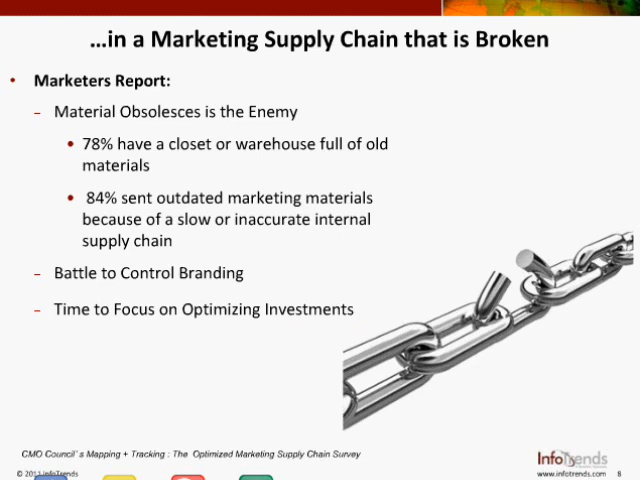 …in a Marketing Supply Chain that is Broken
• Marketers Report:
– Material Obsolesces is the Enemy
• 78% have a closet or warehouse full of old
materials
• 84% sent outdated marketing materials
because of a slow or inaccurate internal
supply chain
– Battle to Control Branding
– Time to Focus on Optimizing Investments
CMO Council's Mapping + Tracking : The Optimized Marketing Supply Chain Survey
InfoTrends
© 2011 InfoTrends
www.infotrends.com 8